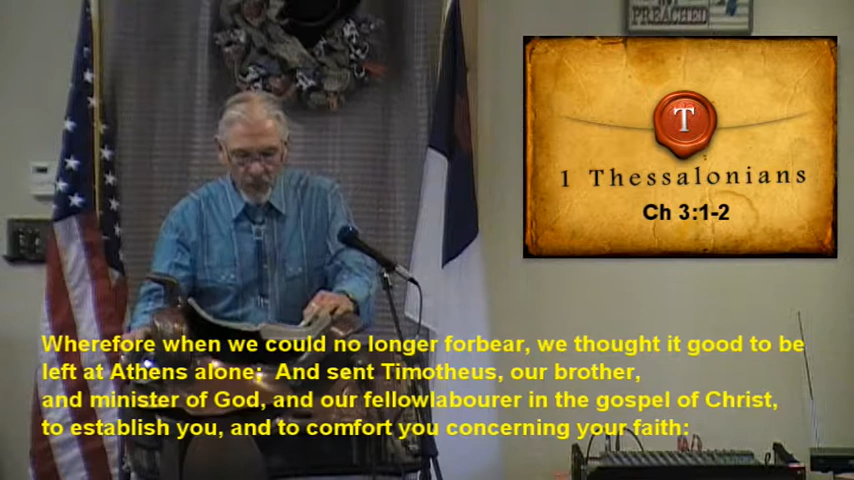 PREACHED
T
1 Thessalonians
Ch 3:1-2
Wherefore when we could no longer forbear, we thought it good to be
left at Athens alone;  And sent Timotheus, our brother,
and minister of God, and our fellowlabourer in the gospel of Christ,
to establish you, and to comfort you concerning your faith: